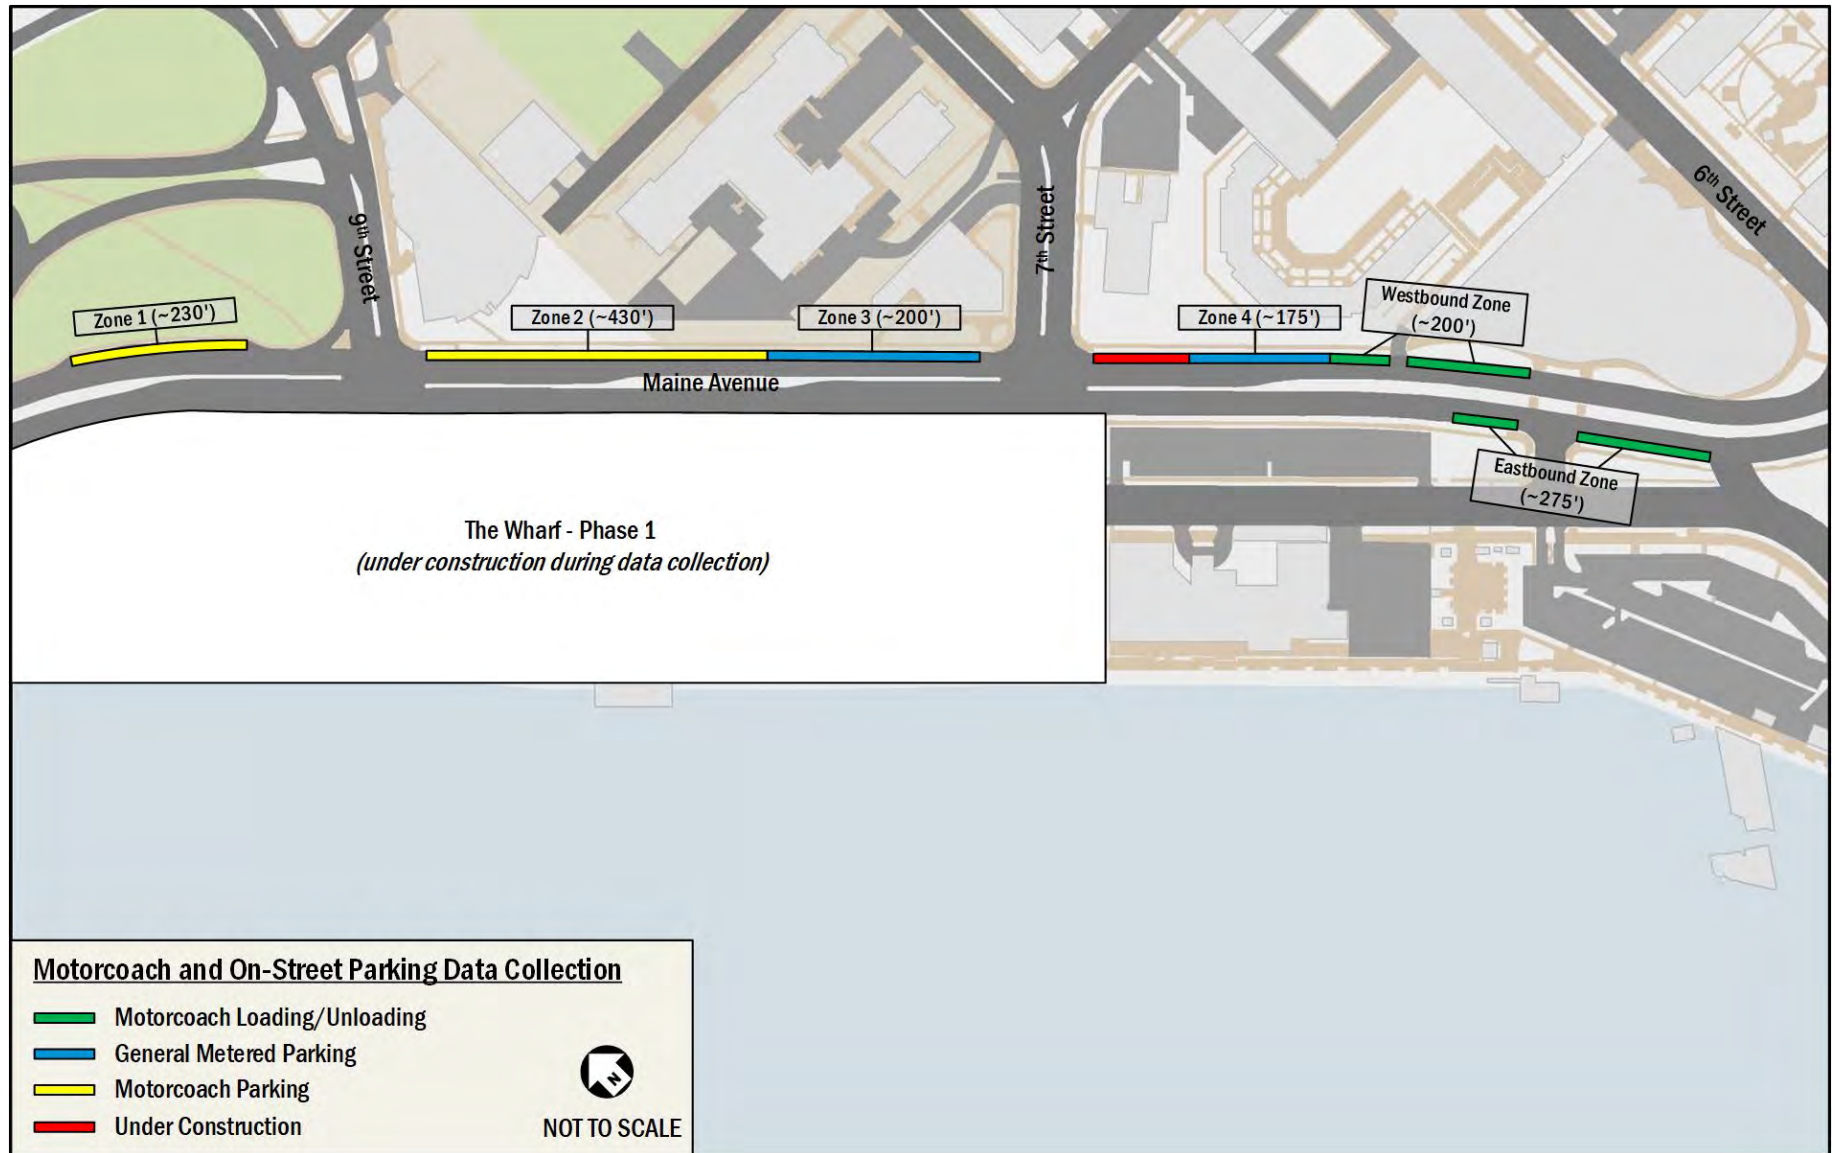 6th Street
9th Street
7th Street
Zone 1 (~230')
Zone 2 (~430')
Zone 3 (~200')
Zone 4 (~175')
Westbound Zone
(~200')
Maine Avenue
Eastbound Zone
(~275')
The Wharf - Phase 1
(under construction during data collection)
Motorcoach and On-Street Parking Data Collection
Motorcoach Loading/Unloading
General Metered Parking
Motorcoach Parking
Under Construction
N
NOT TO SCALE